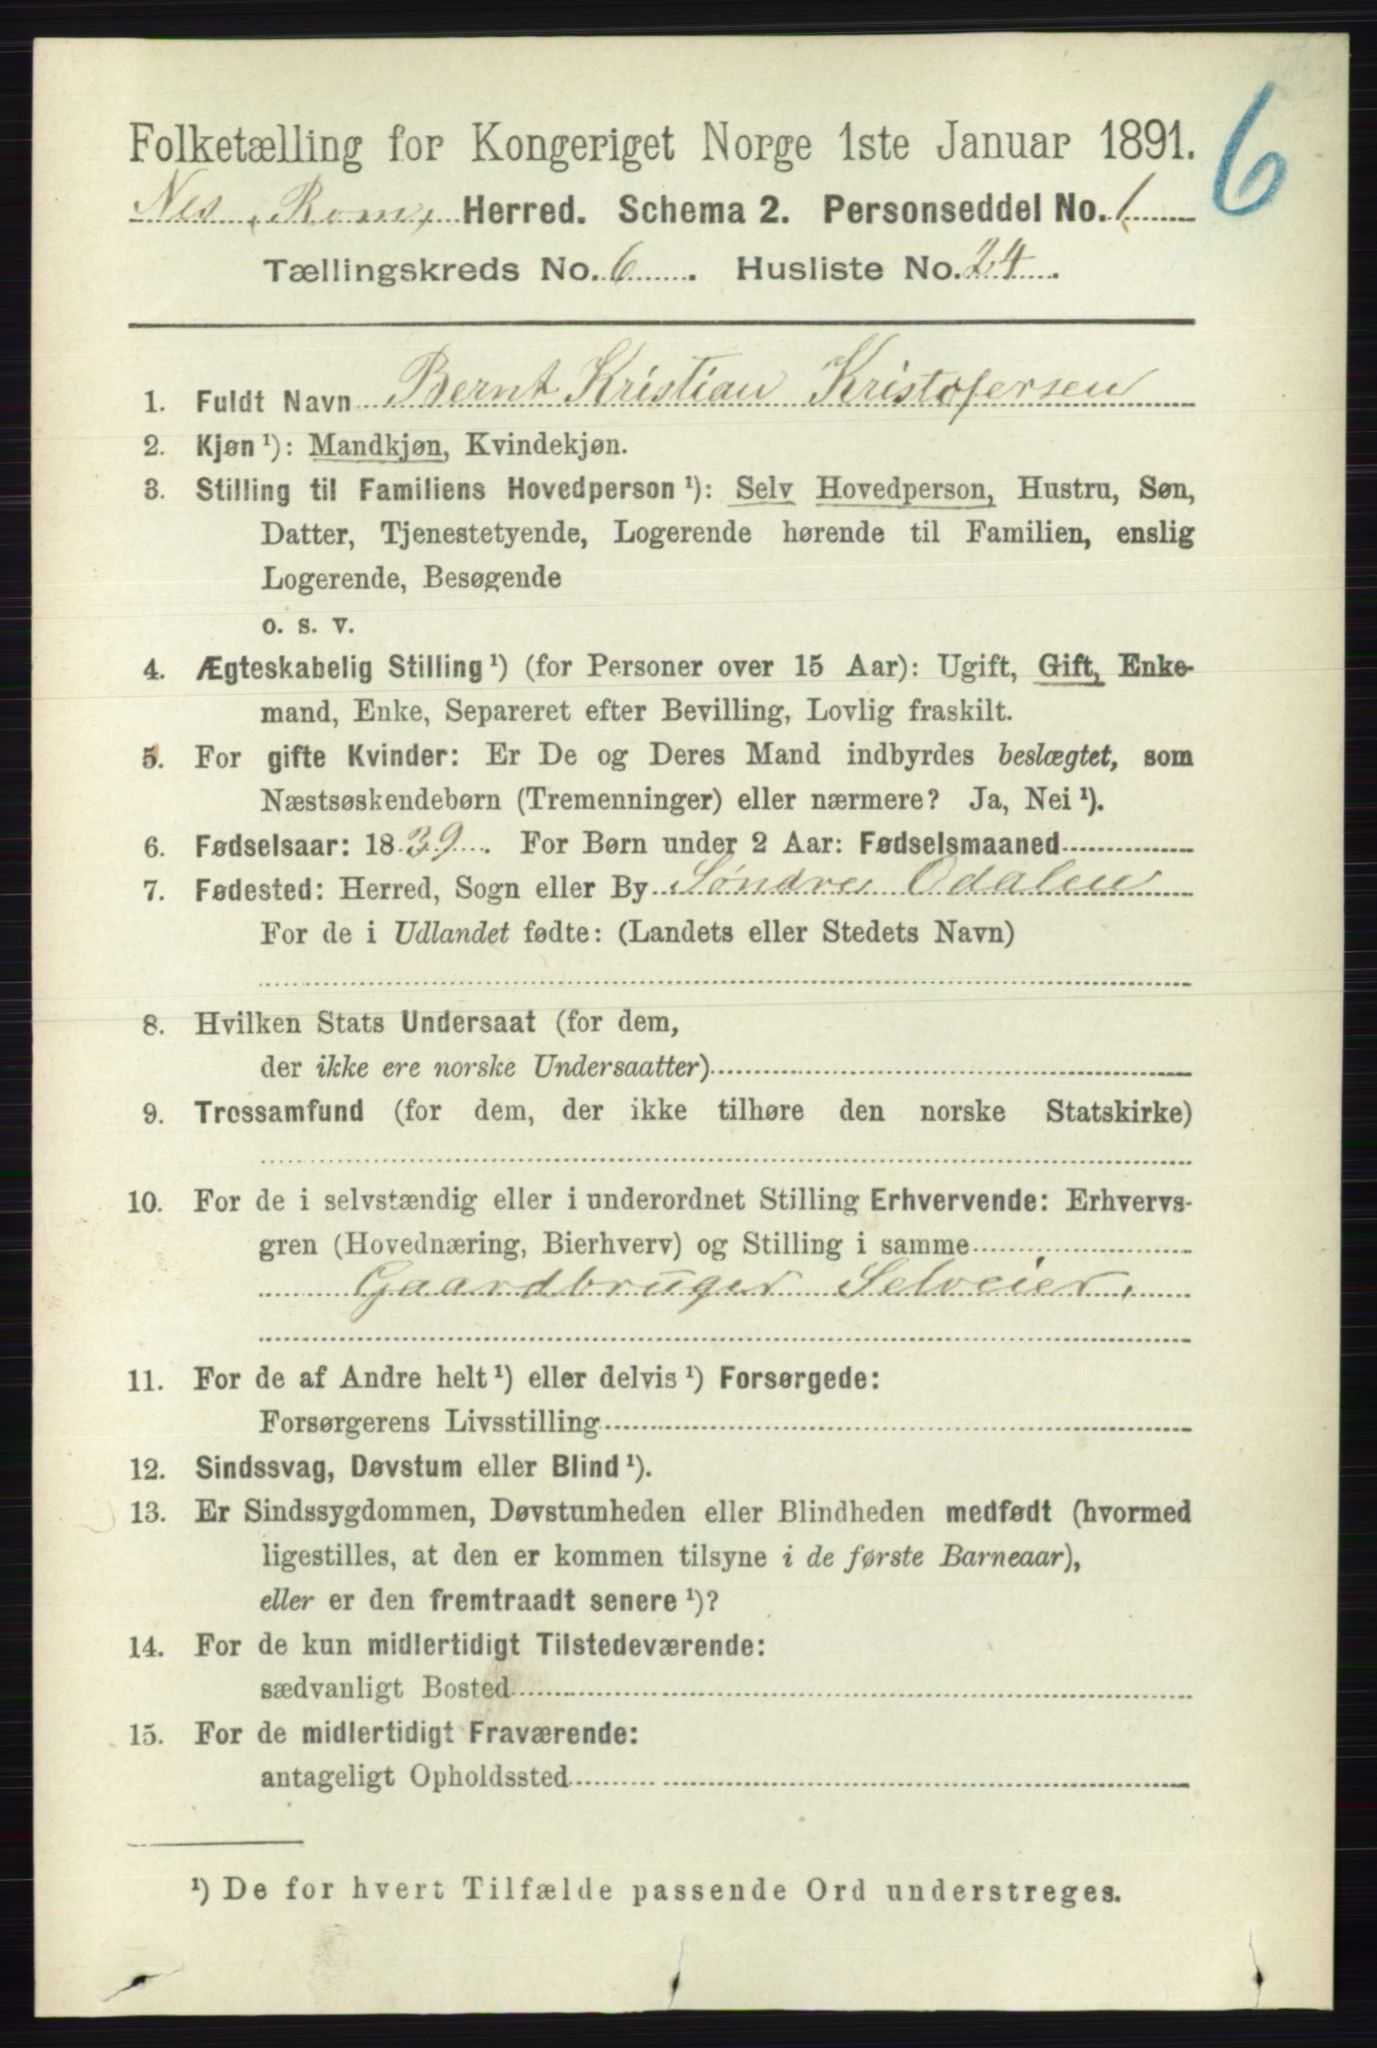 6
Folketælling for Kongeriget Norge 1ste Januar 1891.
Nes, Rom, Herred. Schema 2. Personseddel No. 1
Tællingskreds No. 6. Husliste No. 24.
1. Fuldt Navn Bernt Kristian Kristofersen
2. Kjøn ¹): Mandkjøn, Kvindekjøn.
3. Stilling til Familiens Hovedperson ¹): Selv Hovedperson, Hustru, Søn,
Datter, Tjenestetyende, Logerende hørende til Familien, enslig
Logerende, Besøgende
o. s. v.
4. Ægteskabelig Stilling ¹) (for Personer over 15 Aar): Ugift, Gift, Enke-
mand, Enke, Separeret efter Bevilling, Lovlig fraskilt.
5. For gifte Kvinder: Er De og Deres Mand indbyrdes beslægtet, som
Næstsøskendebørn (Tremenninger) eller nærmere? Ja, Nei ¹).
6. Fødselsaar: 1839. For Børn under 2 Aar: Fødselsmaaned
7. Fødested: Herred, Sogn eller By Søndre Odalen
For de i Udlandet fødte: (Landets eller Stedets Navn)
8. Hvilken Stats Undersaat (for dem,
der ikke ere norske Undersaatter)
9. Trossamfund (for dem, der ikke tilhøre den norske Statskirke)
10. For de i selvstændig eller i underordnet Stilling Erhvervende: Erhvervs-
gren (Hovednæring, Bierhverv) og Stilling i samme
Gaardbruger Selveier.
11. For de af Andre helt ¹) eller delvis ¹) Forsørgede:
Forsørgerens Livsstilling
12. Sindssvag, Døvstum eller Blind ¹).
13. Er Sindssygdommen, Døvstumheden eller Blindheden medfødt (hvormed
ligestilles, at den er kommen tilsyne i de første Barneaar),
eller er den fremtraadt senere ¹)?
14. For de kun midlertidigt Tilstedeværende:
sædvanligt Bosted
15. For de midlertidigt Fraværende:
antageligt Opholdssted
¹) De for hvert Tilfælde passende Ord understreges.